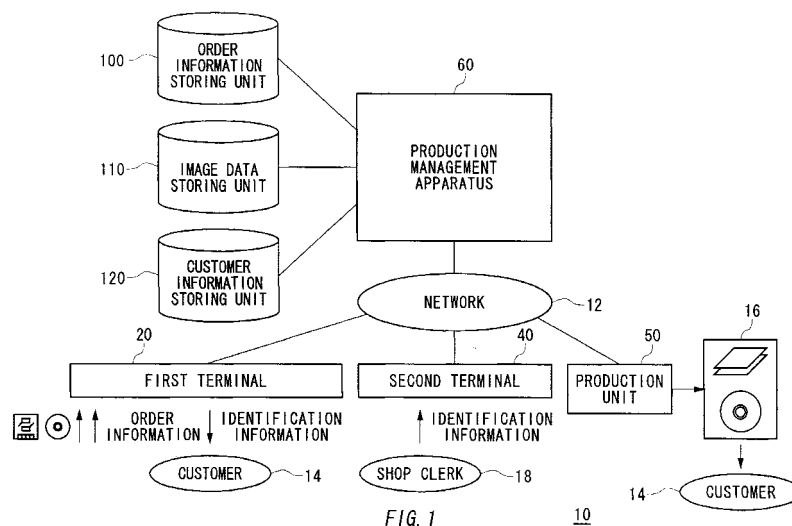 100
ORDER
INFORMATION
STORING UNIT
110
IMAGE DATA
STORING UNIT
120
CUSTOMER
INFORMATION
STORING UNIT
60
PRODUCTION
MANAGEMENT
APPARATUS
NETWORK
12
20
FIRST TERMINAL
40
SECOND TERMINAL
50
PRODUCTION
UNIT
16
ORDER
INFORMATION
IDENTIFICATION
INFORMATION
IDENTIFICATION
INFORMATION
CUSTOMER
14
SHOP CLERK
18
14
CUSTOMER
FIG. 1
10